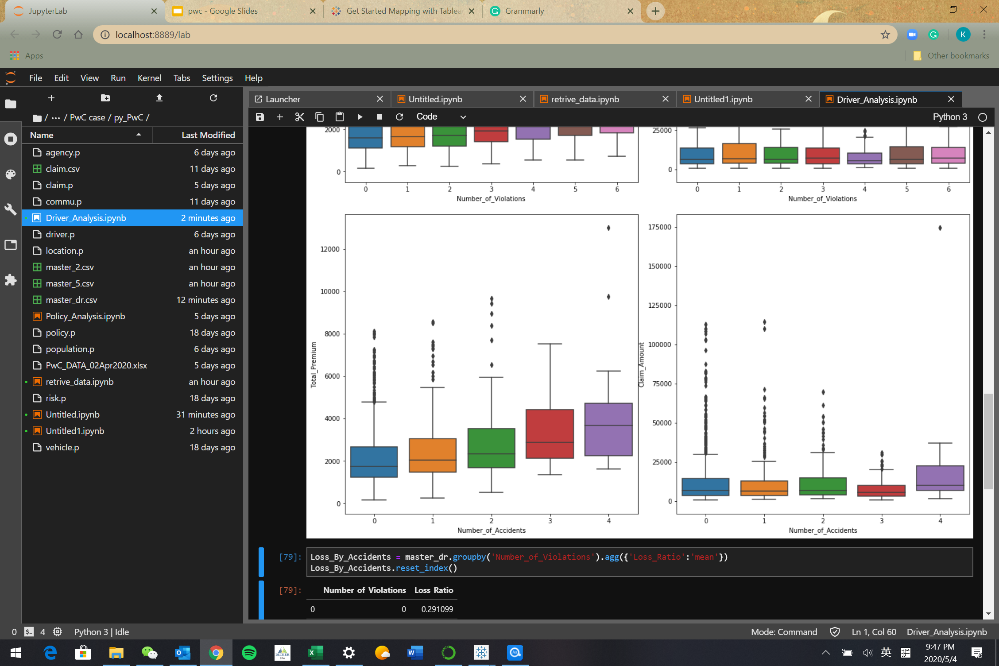 JupyterLab
pwc - Google Slides
Get Started Mapping with Tablea
Grammarly
localhost:8889/lab
K
Apps
Other bookmarks
File Edit View Run Kernel Tabs Settings Help
Launcher
Untitled.ipynb
retrive_data.ipynb
Untitled1.ipynb
Driver_Analysis.ipynb
/ ··· / PwC case / py_PwC /
Code
Python 3
Name Last Modified
agency.p 6 days ago
claim.csv 11 days ago
claim.p 5 days ago
commu.p 11 days ago
Driver_Analysis.ipynb 2 minutes ago
driver.p 6 days ago
location.p an hour ago
master_2.csv an hour ago
master_5.csv an hour ago
master_dr.csv 12 minutes ago
Policy_Analysis.ipynb 5 days ago
policy.p 18 days ago
population.p 6 days ago
PwC_DATA_02Apr2020.xlsx 5 days ago
retrive_data.ipynb an hour ago
risk.p 18 days ago
Untitled.ipynb 31 minutes ago
Untitled1.ipynb 2 hours ago
vehicle.p 18 days ago
2000
0
0 1 2 3 4 5 6
Number_of_Violations
25000
0
0 1 2 3 4 5 6
Number_of_Violations
12000
10000
8000
6000
4000
2000
0
Total_Premium
0 1 2 3 4
Number_of_Accidents
175000
150000
125000
100000
75000
50000
25000
0
Claim_Amount
0 1 2 3 4
Number_of_Accidents
[79]: Loss_By_Accidents = master_dr.groupby('Number_of_Violations').agg({'Loss_Ratio':'mean'})
Loss_By_Accidents.reset_index()
[79]: Number_of_Violations Loss_Ratio
0 0 0.291099
0 $_ 4 Python 3 | Idle
Mode: Command Ln 1, Col 60 Driver_Analysis.ipynb
BECKER
CPA
英 拼
9:47 PM
2020/5/4